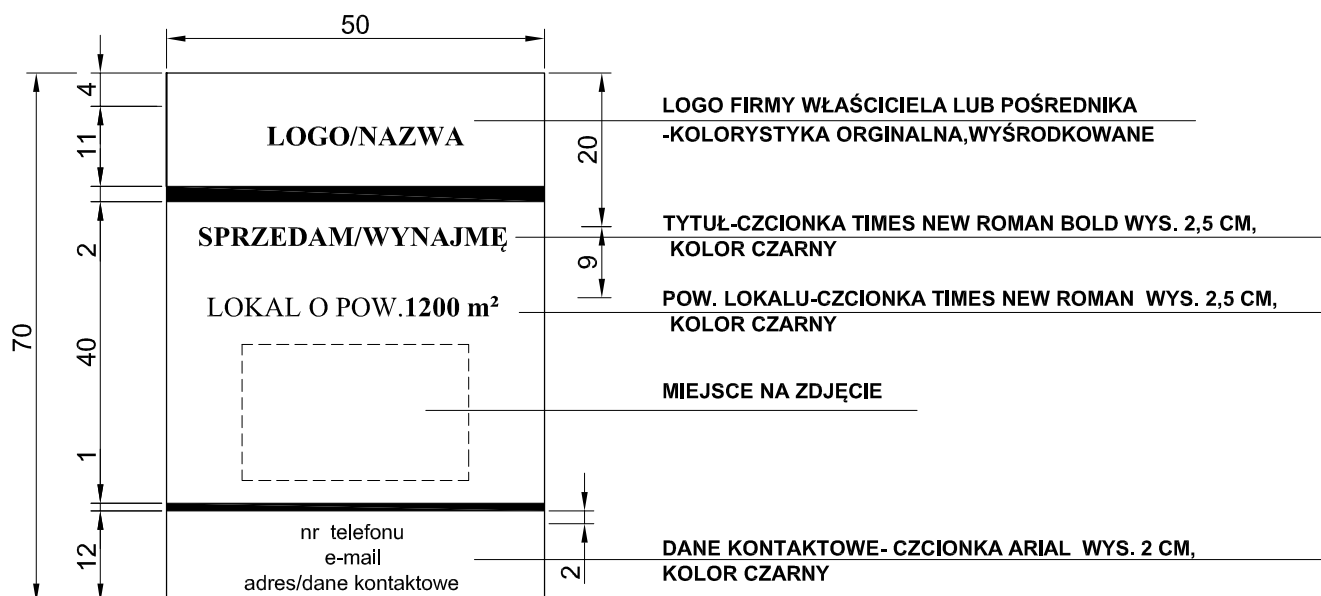 50
4
LOGO FIRMY WŁAŚCICIELA LUB POŚREDNIKA
-KOLORYSTYKA ORGINALNA,WYŚRODKOWANE
11
LOGO/NAZWA
20
TYTUŁ-CZCIONKA TIMES NEW ROMAN BOLD WYS. 2,5 CM,
KOLOR CZARNY
2
SPRZEDAM/WYNAJMĘ
9
POW. LOKALU-CZCIONKA TIMES NEW ROMAN WYS. 2,5 CM,
KOLOR CZARNY
LOKAL O POW.1200 m²
70
40
MIEJSCE NA ZDJĘCIE
1
nr telefonu
e-mail
adres/dane kontaktowe
12
2
DANE KONTAKTOWE- CZCIONKA ARIAL WYS. 2 CM,
KOLOR CZARNY